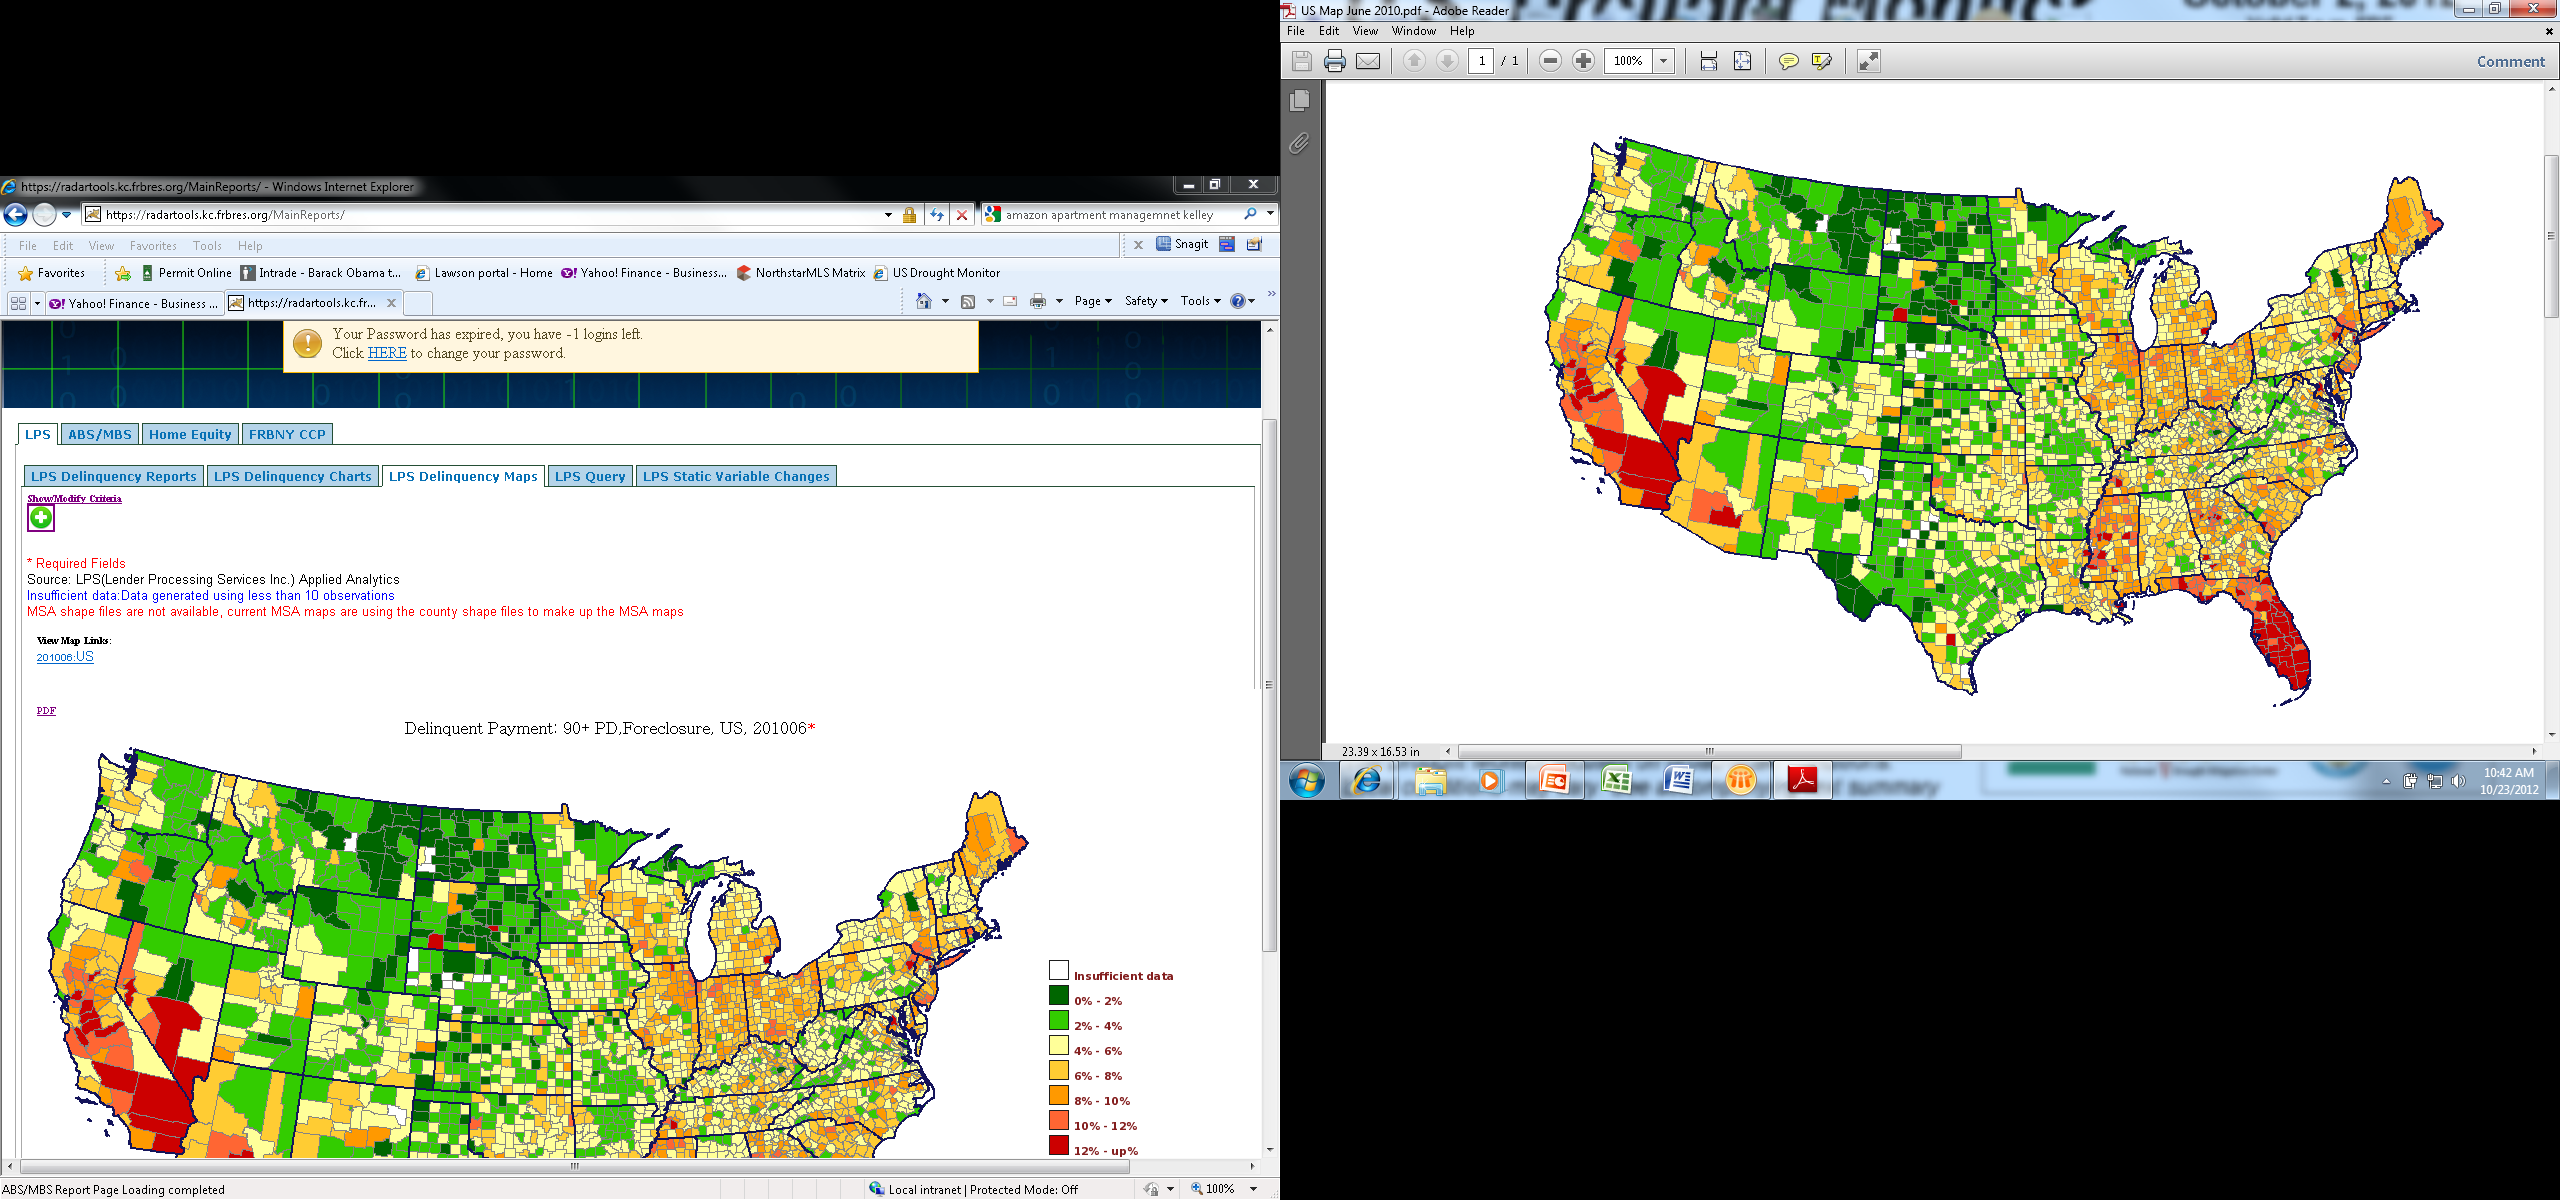 https://radartools.kc.frbres.org/MainReports/ - Windows Internet Explorer
https://radartools.kc.frbres.org/MainReports/
amazon apartment managemnet kelley
File Edit View Favorites Tools Help
x Snagit
Favorites Permit Online Intrade - Barack Obama t... Lawson portal - Home Yahoo! Finance - Business... NorthstarMLS Matrix US Drought Monitor
Yahoo! Finance - Business ... https://radartools.kc.fr... Page Safety Tools
Your Password has expired, you have -1 logins left.
Click HERE to change your password.
LPS ABS/MBS Home Equity FRBNY CCP
LPS Delinquency Reports LPS Delinquency Charts LPS Delinquency Maps LPS Query LPS Static Variable Changes
Show/Modify Criteria
* Required Fields
Source: LPS(Lender Processing Services Inc.) Applied Analytics
Insufficient data:Data generated using less than 10 observations
MSA shape files are not available, current MSA maps are using the county shape files to make up the MSA maps
View Map Links:
201006:US
PDF
Delinquent Payment: 90+ PD,Foreclosure, US, 201006*
Insufficient data
0% - 2%
2% - 4%
4% - 6%
6% - 8%
8% - 10%
10% - 12%
12% - up%
ABS/MBS Report Page Loading completed
Local intranet | Protected Mode: Off
100%
US Map June 2010.pdf - Adobe Reader
File Edit View Window Help
1 / 1 100% Comment
23.39 x 16.53 in
summary
10:42 AM
10/23/2012